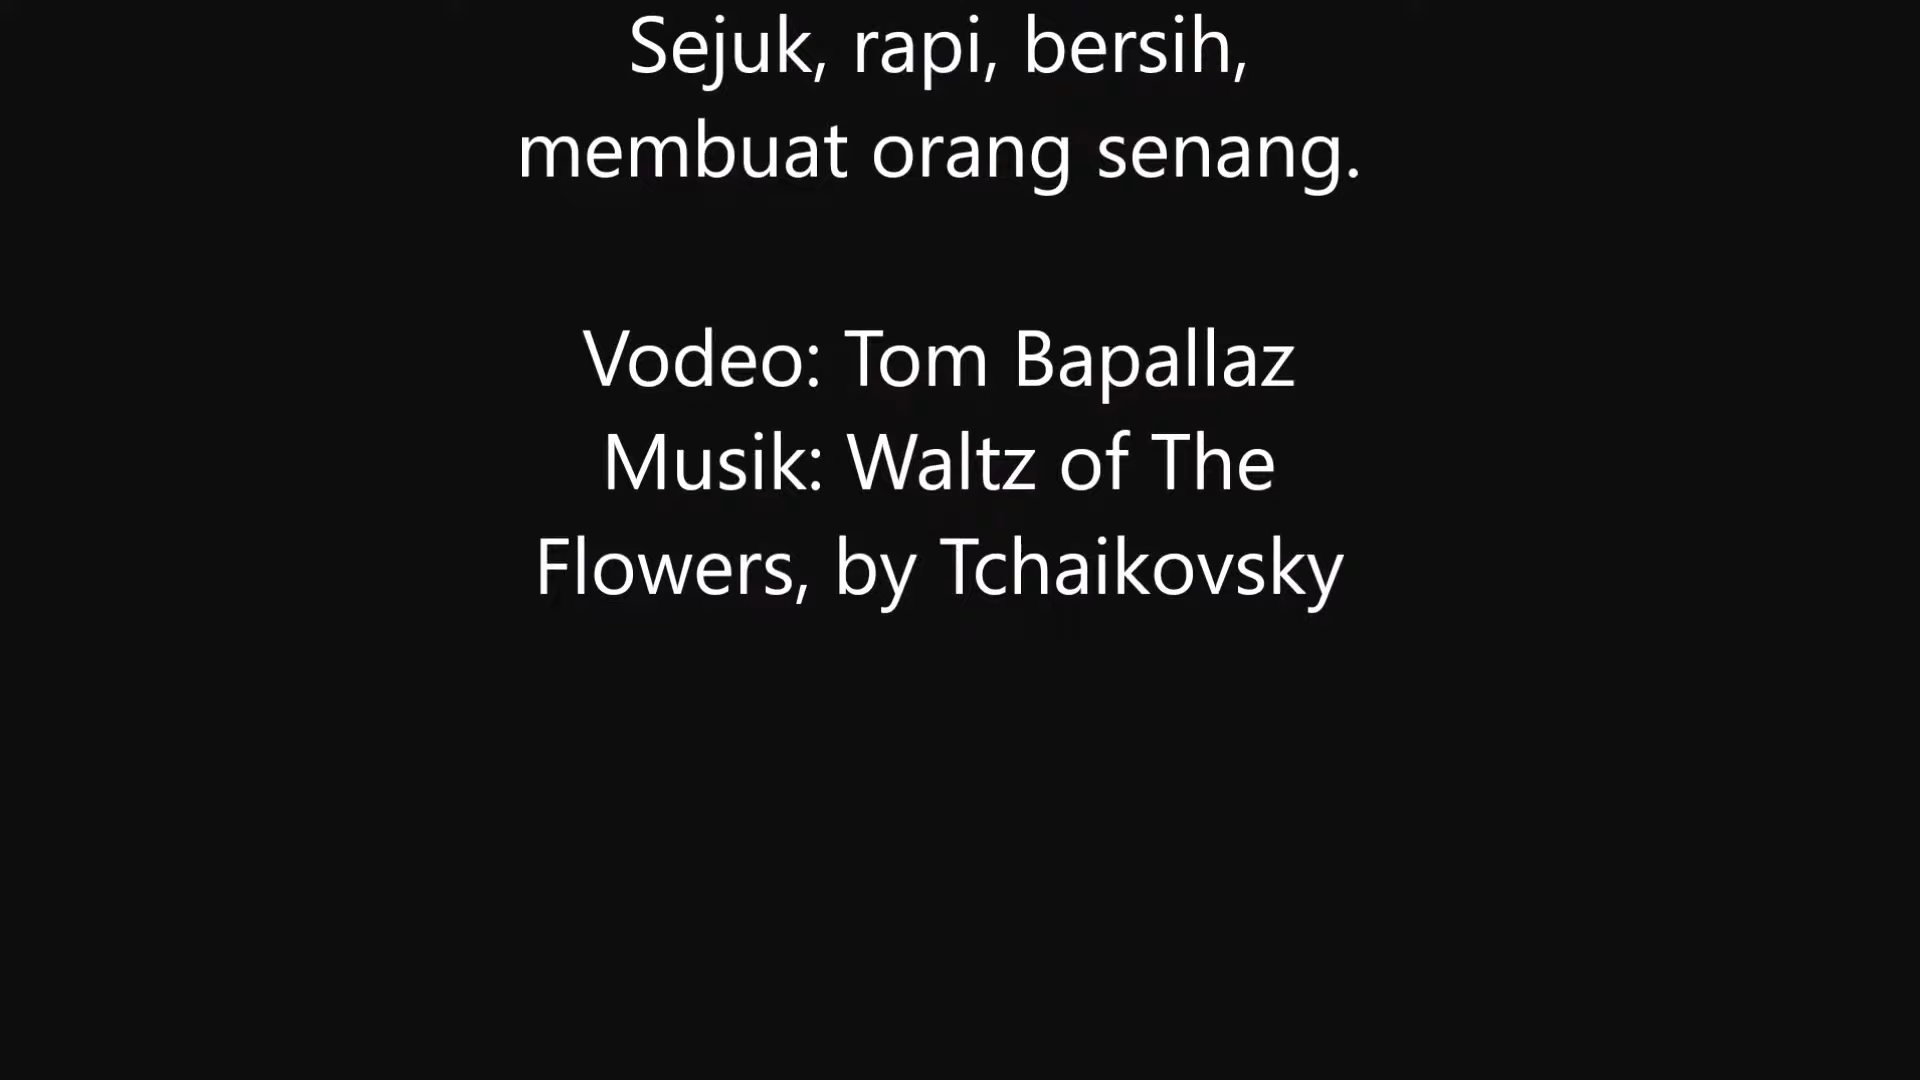 Sejuk, rapi, bersih,
membuat orang senang.
Vodeo: Tom Bapallaz
Musik: Waltz of The
Flowers, by Tchaikovsky